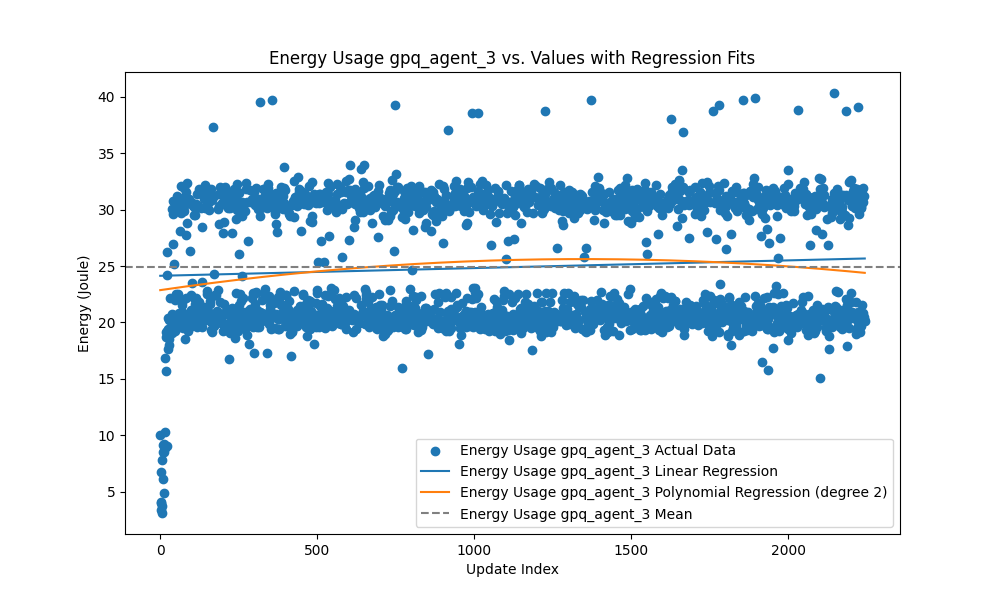 Energy Usage gpq_agent_3 vs. Values with Regression Fits
Energy (Joule)
40
35
30
25
20
15
10
5
0
500
1000
1500
2000
Update Index
Energy Usage gpq_agent_3 Actual Data
Energy Usage gpq_agent_3 Linear Regression
Energy Usage gpq_agent_3 Polynomial Regression (degree 2)
Energy Usage gpq_agent_3 Mean